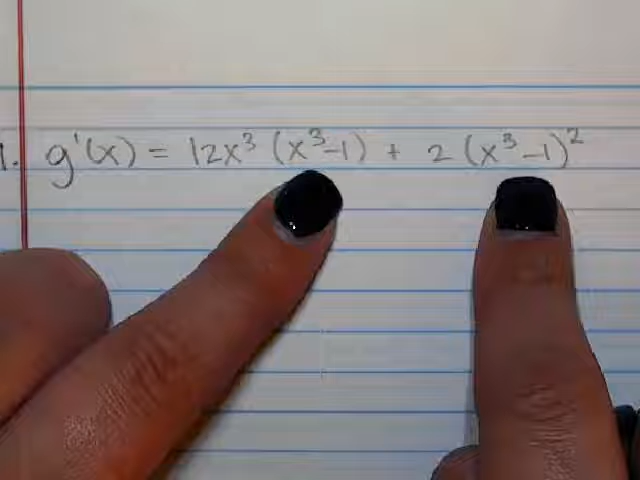 1. g'(x) = 12x³ (x³-1) + 2 (x³-1)²